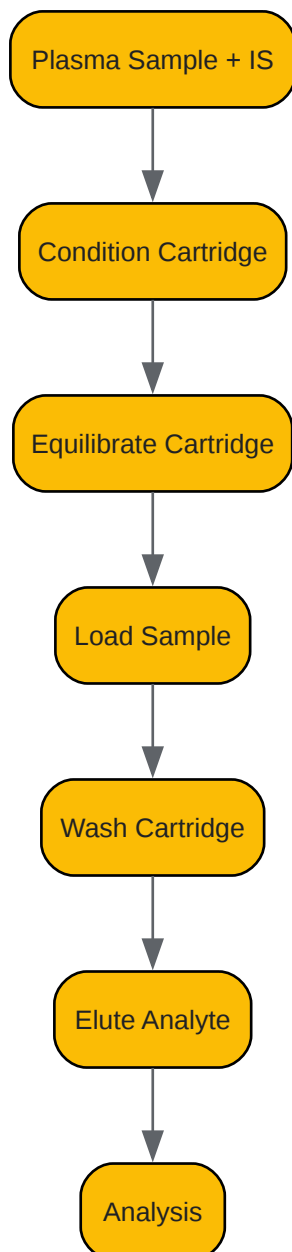 Plasma Sample + IS
Condition Cartridge
Equilibrate Cartridge
Load Sample
Wash Cartridge
Elute Analyte
Analysis